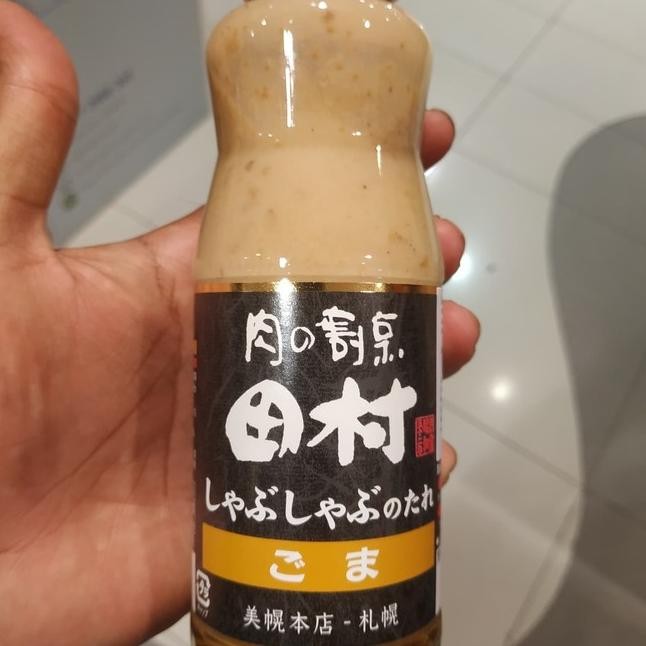 肉の割烹
田村
しゃぶしゃぶのたれ
ごま
美幌本店 - 札幌